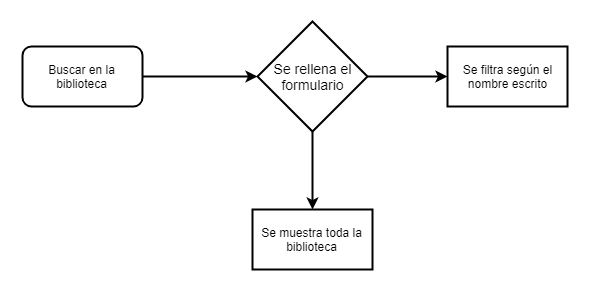 Buscar en la
biblioteca
Se rellena el
formulario
Se filtra según el
nombre escrito
Se muestra toda la
biblioteca